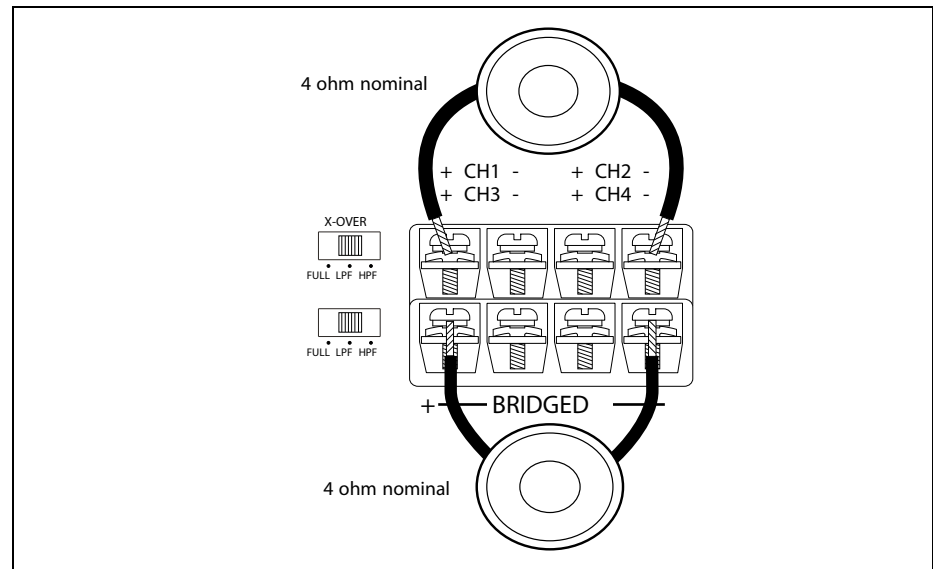 4 ohm nominal
+ CH1 - + CH2 -
+ CH3 - + CH4 -
X-OVER
FULL LPF HPF
FULL LPF HPF
+ BRIDGED
4 ohm nominal